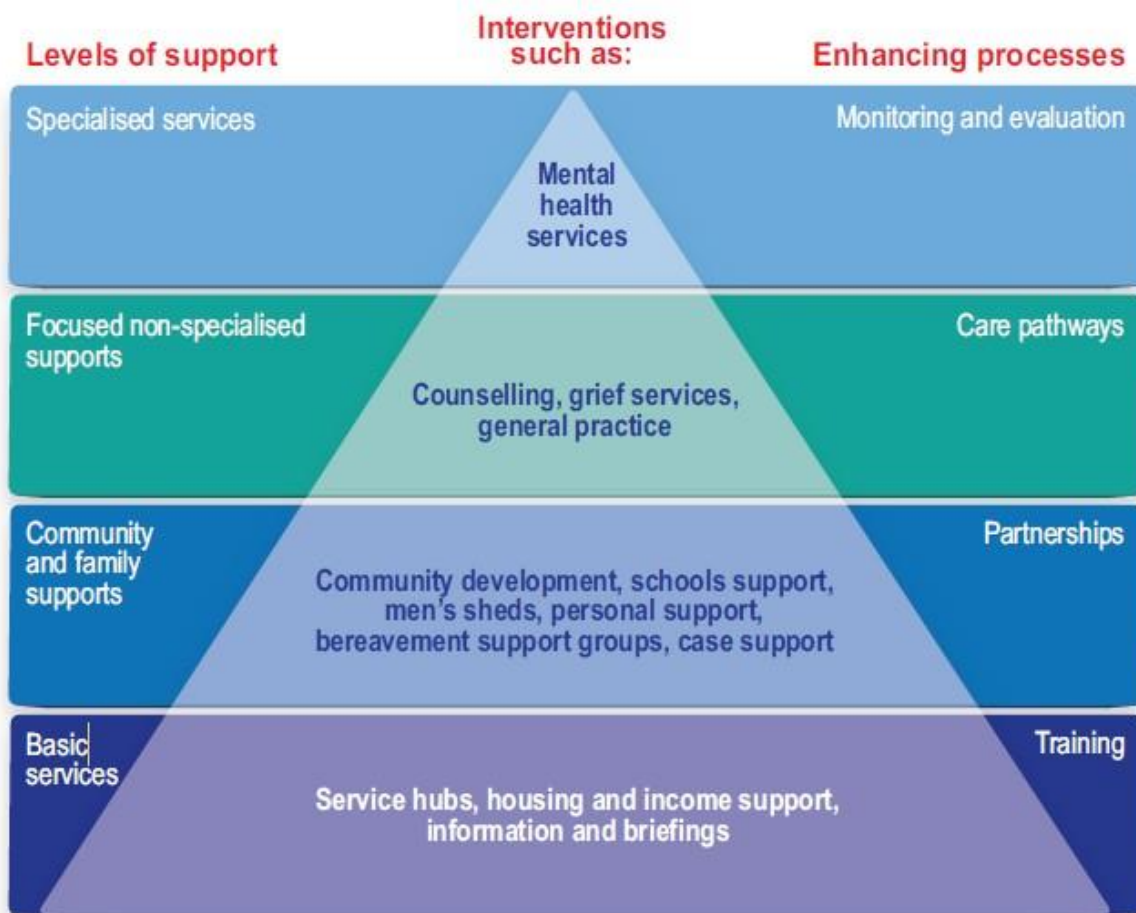 Levels of support
Interventions
such as:
Enhancing processes
Specialised services
Mental
health
services
Monitoring and evaluation
Focused non-specialised
supports
Counselling, grief services,
general practice
Care pathways
Community
and family
supports
Community development, schools support,
men's sheds, personal support,
bereavement support groups, case support
Partnerships
Basic
services
Service hubs, housing and income support,
information and briefings
Training